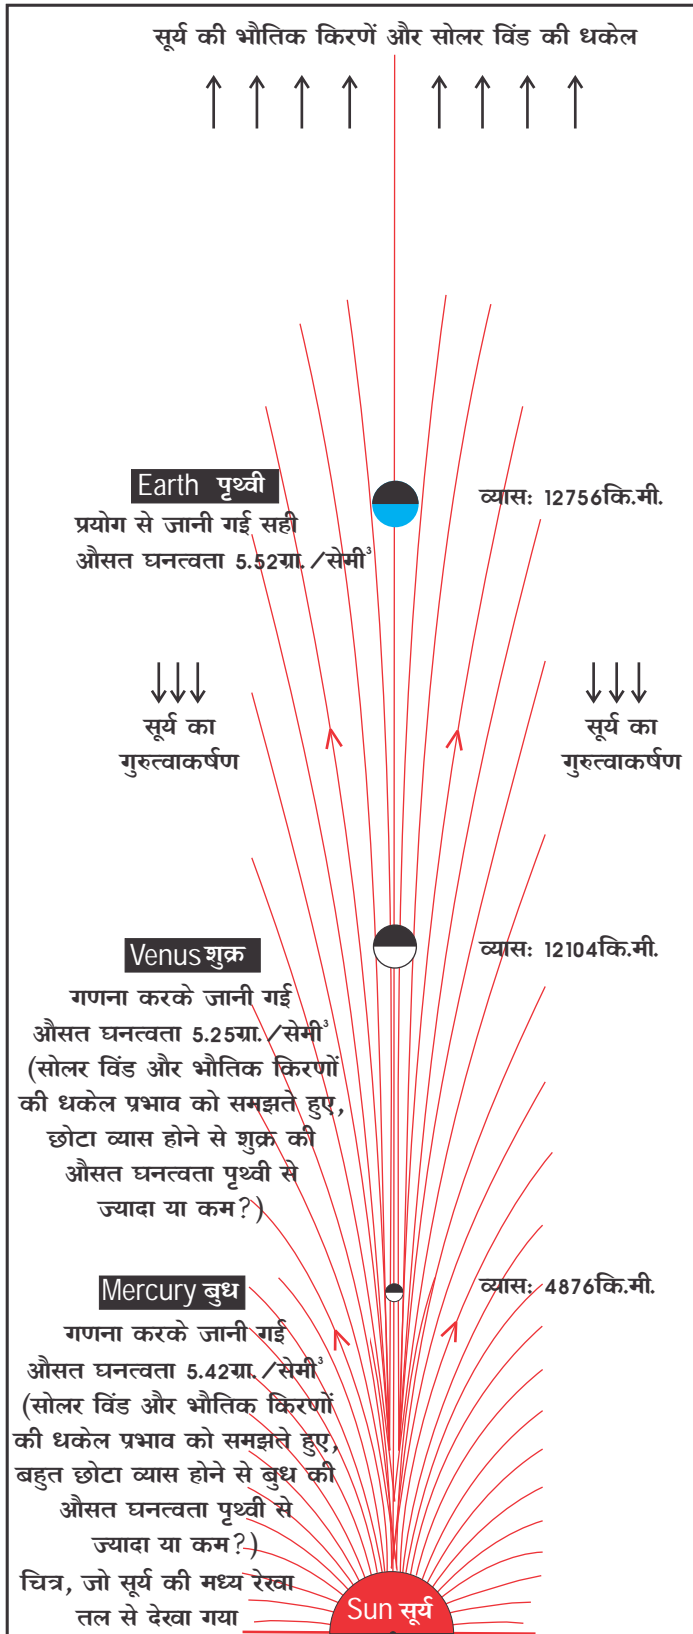 सूर्य की भौतिक किरणें और सोलर विंड की धकेल
Earth पृथ्वी
व्यासः 12756कि.मी.
प्रयोग से जानी गई सही
औसत घनत्वता 5.52ग्रा./सेमी³
सूर्य का
गुरुत्वाकर्षण
सूर्य का
गुरुत्वाकर्षण
Venus शुक्र
व्यासः 12104कि.मी.
गणना करके जानी गई
औसत घनत्वता 5.25ग्रा./सेमी³
(सोलर विंड और भौतिक किरणों
की धकेल प्रभाव को समझते हुए,
छोटा व्यास होने से शुक्र की
औसत घनत्वता पृथ्वी से
ज्यादा या कम?)
Mercury बुध
व्यासः 4876कि.मी.
गणना करके जानी गई
औसत घनत्वता 5.42ग्रा./सेमी³
(सोलर विंड और भौतिक किरणों
की धकेल प्रभाव को समझते हुए,
बहुत छोटा व्यास होने से बुध की
औसत घनत्वता पृथ्वी से
ज्यादा या कम?)
चित्र, जो सूर्य की मध्य रेखा
तल से देखा गया
Sun सूर्य